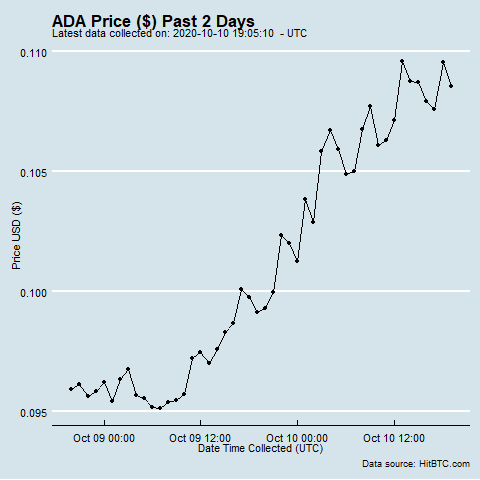 ADA Price ($) Past 2 Days
Latest data collected on: 2020-10-10 19:05:10  - UTC
0.110
0.105
0.100
0.095
Price USD ($)
Oct 09 00:00
Oct 09 12:00
Oct 10 00:00
Oct 10 12:00
Date Time Collected (UTC)
Data source: HitBTC.com